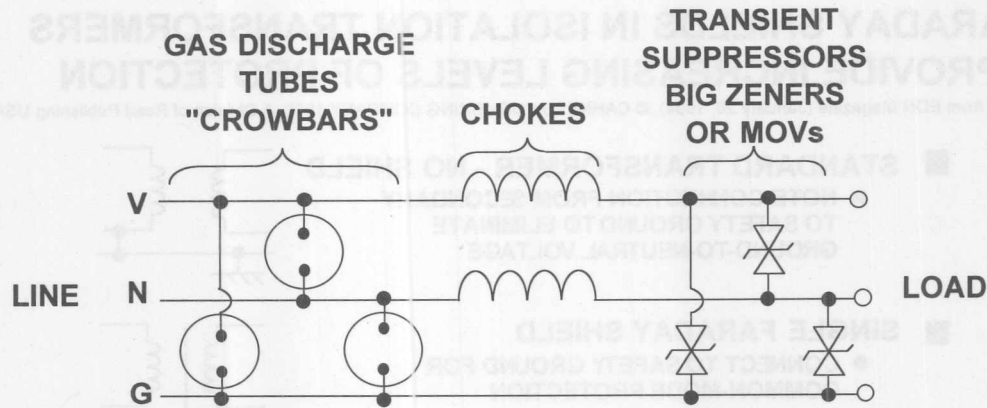 GAS DISCHARGE
TUBES
"CROWBARS"
CHOKES
TRANSIENT
SUPPRESSORS
BIG ZENERS
OR MOVs
V
LINE N LOAD
G